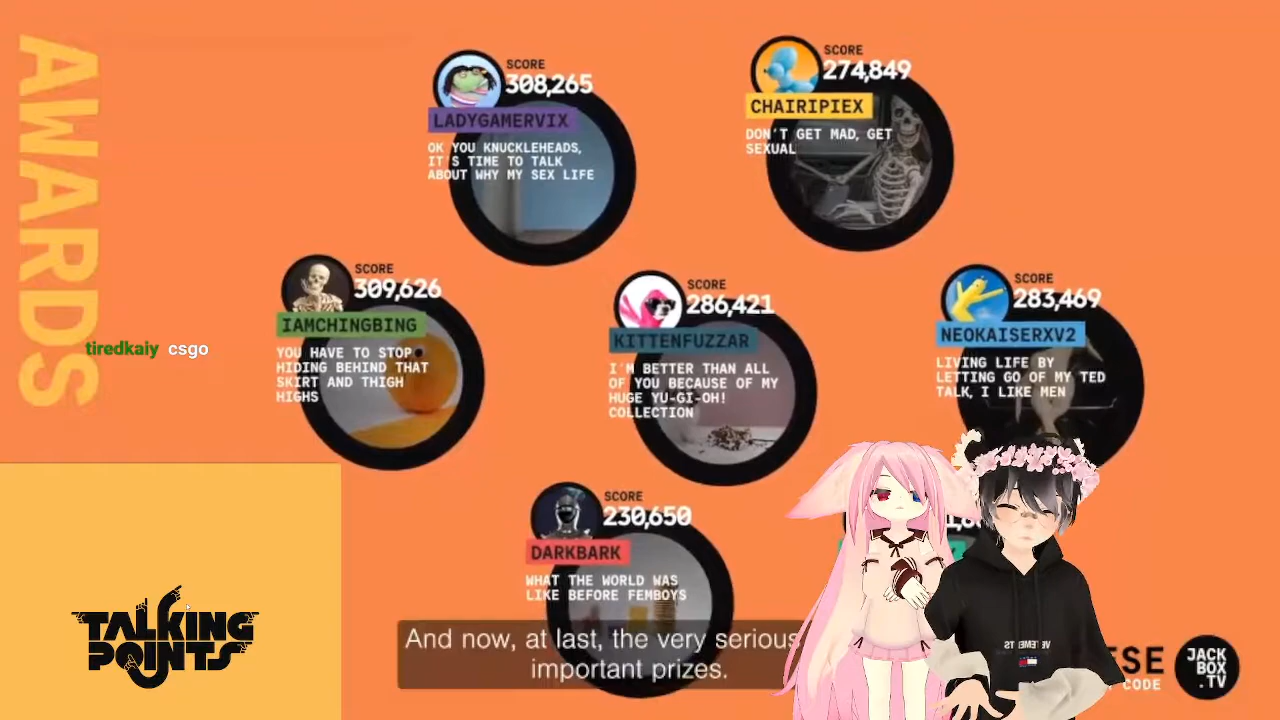 AWARDS
SCORE
308,265
LADYGAMERVIX
OK YOU KNUCKLEHEADS,
IT'S TIME TO TALK
ABOUT WHY MY SEX LIFE
SCORE
274,849
CHAIRIPIEX
DON'T GET MAD, GET
SEXUAL
SCORE
309,626
IAMCHINGBING
YOU HAVE TO STOP
HIDING BEHIND THAT
SKIRT AND THIGH
HIGHS
SCORE
286,421
KITTENFUZZAR
I'M BETTER THAN ALL
OF YOU BECAUSE OF MY
HUGE YU-GI-OH!
COLLECTION
SCORE
283,469
NEOKAISERXV2
LIVING LIFE BY
LETTING GO OF MY TED
TALK, I LIKE MEN
tiredkaiy csgo
SCORE
230,650
DARKBARK
WHAT THE WORLD WAS
LIKE BEFORE FEMBOYS
And now, at last, the very serious
important prizes.
TALKING
POINTS
CODE
JACK
BOX
.TV